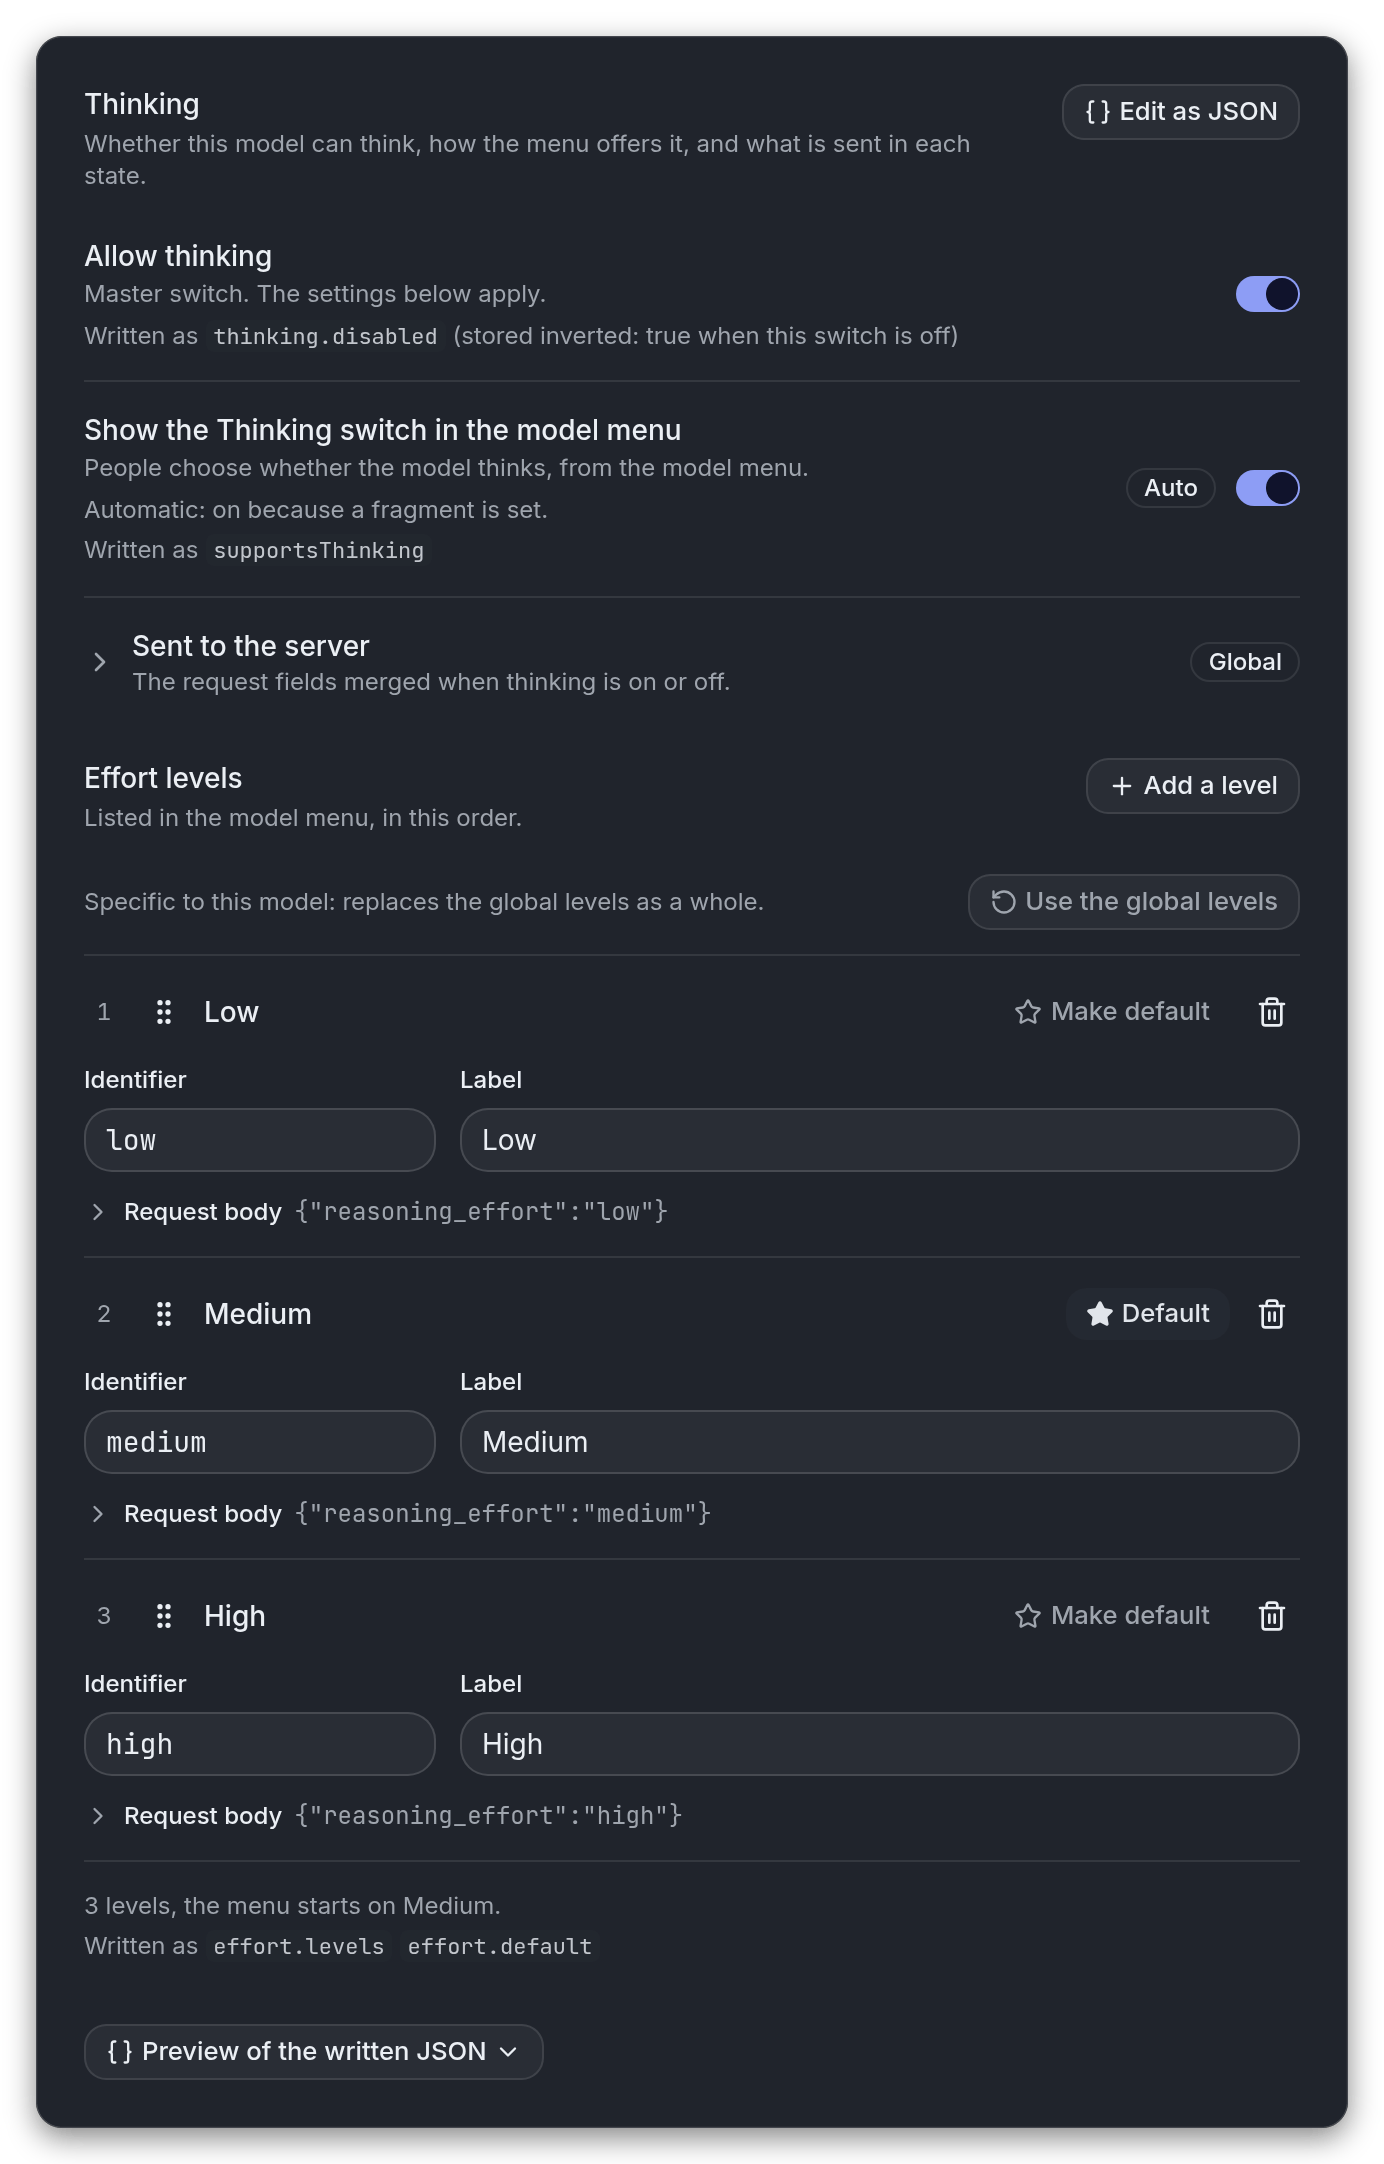 Thinking
Edit as JSON
Whether this model can think, how the menu offers it, and what is sent in each
state.
Allow thinking
Master switch. The settings below apply.
Written as thinking.disabled (stored inverted: true when this switch is off)
Show the Thinking switch in the model menu
People choose whether the model thinks, from the model menu.
Auto
Automatic: on because a fragment is set.
Written as supportsThinking
Sent to the server
The request fields merged when thinking is on or off.
Global
Effort levels
Add a level
Listed in the model menu, in this order.
Specific to this model: replaces the global levels as a whole.
Use the global levels
1 Low Make default
Identifier Label
low Low
Request body {"reasoning_effort":"low"}
2 Medium Default
Identifier Label
medium Medium
Request body {"reasoning_effort":"medium"}
3 High Make default
Identifier Label
high High
Request body {"reasoning_effort":"high"}
3 levels, the menu starts on Medium.
Written as effort.levels effort.default
{} Preview of the written JSON